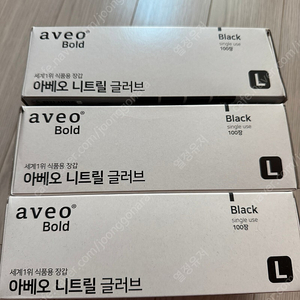 aveo®
Bold
Black
single use
100장
세계1위 식품용 장갑
아베오 니트릴 글러브
L
aveo®
Bold
Black
single use
100장
세계1위 식품용 장갑
아베오 니트릴 글러브
L
aveo®
Bold
Black
single use
100장
세계1위 식품용 장갑
아베오 니트릴 글러브
L